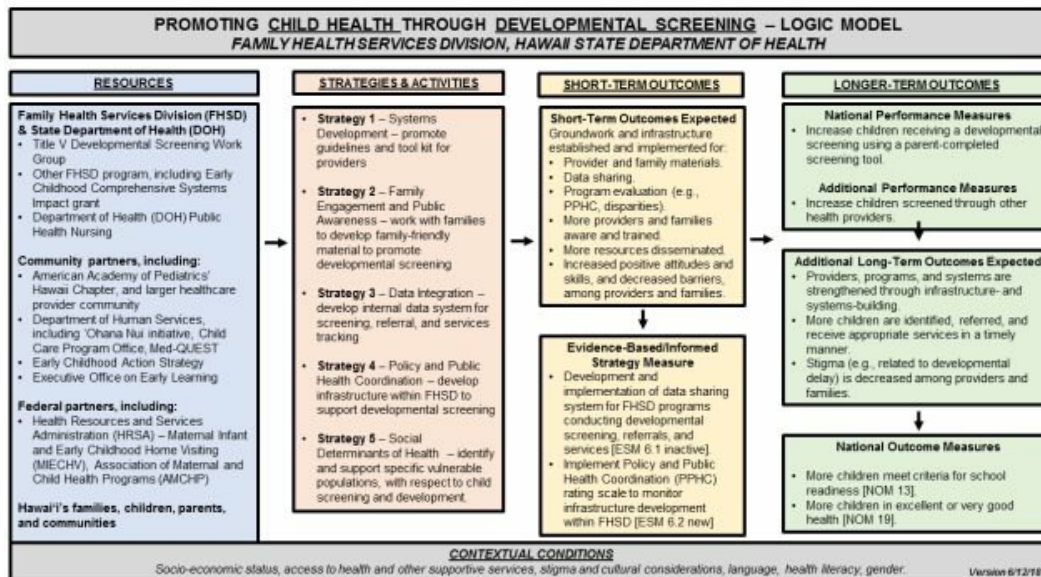 PROMOTING CHILD HEALTH THROUGH DEVELOPMENTAL SCREENING – LOGIC MODEL
FAMILY HEALTH SERVICES DIVISION, HAWAII STATE DEPARTMENT OF HEALTH
RESOURCES
Family Health Services Division (FHSD)
& State Department of Health (DOH)
• Title V Developmental Screening Work
Group
• Other FHSD program, including Early
Childhood Comprehensive Systems
Impact grant
• Department of Health (DOH) Public
Health Nursing
Community partners, including:
• American Academy of Pediatrics'
Hawaii Chapter, and larger healthcare
provider community
• Department of Human Services,
including 'Ohana Nui initiative, Child
Care Program Office, Med-QUEST
• Early Childhood Action Strategy
• Executive Office on Early Learning
Federal partners, including:
• Health Resources and Services
Administration (HRSA) – Maternal Infant
and Early Childhood Home Visiting
(MIECHV), Association of Maternal and
Child Health Programs (AMCHP)
Hawai'i's families, children, parents,
and communities
STRATEGIES & ACTIVITIES
• Strategy 1 – Systems
Development – promote
guidelines and tool kit for
providers
• Strategy 2 – Family
Engagement and Public
Awareness – work with families
to develop family-friendly
material to promote
developmental screening
• Strategy 3 – Data Integration –
develop internal data system for
screening, referral, and services
tracking
• Strategy 4 – Policy and Public
Health Coordination – develop
infrastructure within FHSD to
support developmental screening
• Strategy 5 – Social
Determinants of Health – identify
and support specific vulnerable
populations, with respect to child
screening and development.
SHORT-TERM OUTCOMES
Short-Term Outcomes Expected
Groundwork and infrastructure
established and implemented for:
• Provider and family materials.
• Data sharing.
• Program evaluation (e.g.,
PPHC, disparities).
• More providers and families
aware and trained.
• More resources disseminated.
• Increased positive attitudes and
skills, and decreased barriers,
among providers and families.
Evidence-Based/Informed
Strategy Measure
• Development and
implementation of data sharing
system for FHSD programs
conducting developmental
screening, referrals, and
services [ESM 6.1 inactive].
• Implement Policy and Public
Health Coordination (PPHC)
rating scale to monitor
infrastructure development
within FHSD [ESM 6.2 new]
LONGER-TERM OUTCOMES
National Performance Measures
• Increase children receiving a developmental
screening using a parent-completed
screening tool.
Additional Performance Measures
• Increase children screened through other
health providers.
Additional Long-Term Outcomes Expected
• Providers, programs, and systems are
strengthened through infrastructure- and
systems-building.
• More children are identified, referred, and
receive appropriate services in a timely
manner.
• Stigma (e.g., related to developmental
delay) is decreased among providers and
families.
National Outcome Measures
• More children meet criteria for school
readiness [NOM 13].
• More children in excellent or very good
health [NOM 19].
CONTEXTUAL CONDITIONS
Socio-economic status, access to health and other supportive services, stigma and cultural considerations, language, health literacy, gender.
Version 6/12/18